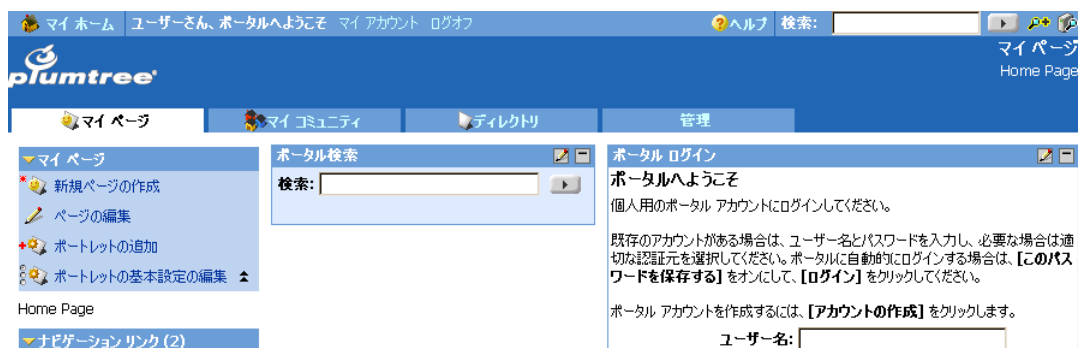 マイ ホーム ユーザーさん、ポータルへようこそ マイ アカウント ログオフ ヘルプ 検索:
plumtree
マイ ページ
Home Page
マイ ページ マイ コミュニティ ディレクトリ 管理
マイ ページ
新規ページの作成
ページの編集
ポートレットの追加
ポートレットの基本設定の編集
Home Page
ナビゲーション リンク (2)
ポータル検索
検索:
ポータル ログイン
ポータルへようこそ
個人用のポータル アカウントにログインしてください。
既存のアカウントがある場合は、ユーザー名とパスワードを入力し、必要な場合は適
切な認証元を選択してください。ポータルに自動的にログインする場合は、[このパス
ワードを保存する] をオンにして、[ログイン] をクリックしてください。
ポータル アカウントを作成するには、[アカウントの作成] をクリックします。
ユーザー名: